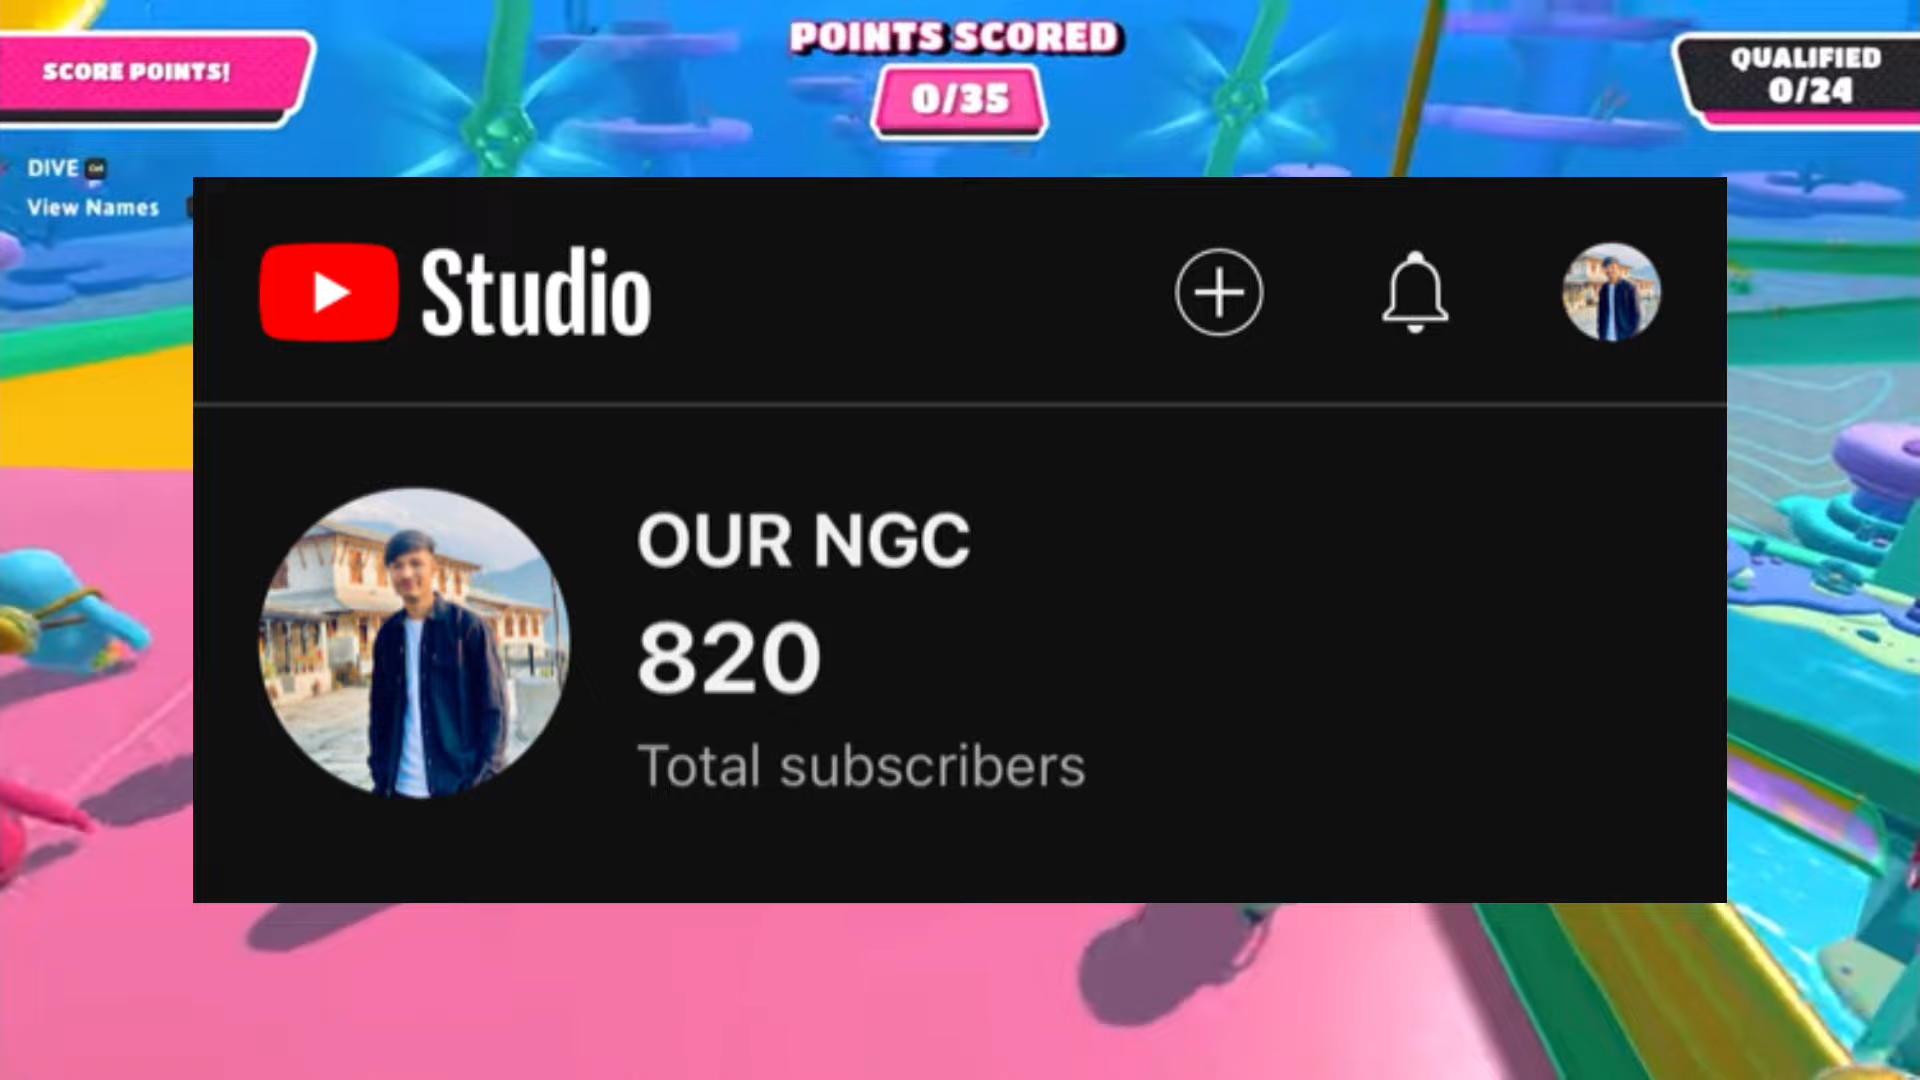 POINTS SCORED
SCORE POINTS!
0/35
QUALIFIED
0/24
DIVE
View Names
Studio
OUR NGC
820
Total subscribers